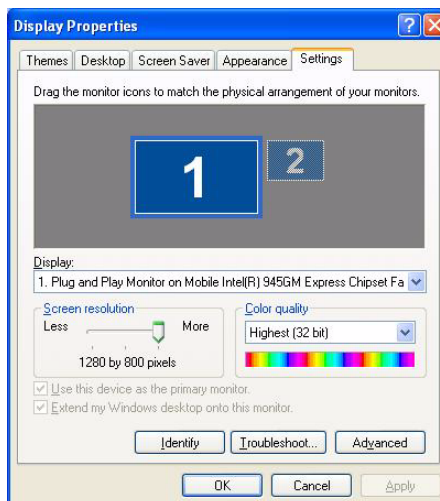 Display Properties
Themes Desktop Screen Saver Appearance Settings
Drag the monitor icons to match the physical arrangement of your monitors.
1 2
Display:
1. Plug and Play Monitor on Mobile Intel(R) 945GM Express Chipset Fa
Screen resolution
Less More
1280 by 800 pixels
Color quality
Highest (32 bit)
Use this device as the primary monitor.
Extend my Windows desktop onto this monitor.
Identify Troubleshoot... Advanced
OK Cancel Apply